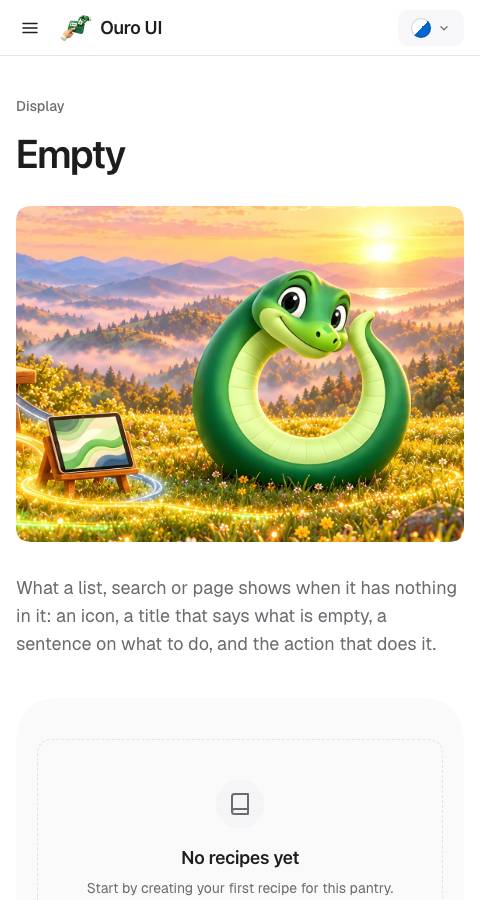 Ouro UI
Display
Empty
What a list, search or page shows when it has nothing
in it: an icon, a title that says what is empty, a
sentence on what to do, and the action that does it.
No recipes yet
Start by creating your first recipe for this pantry.